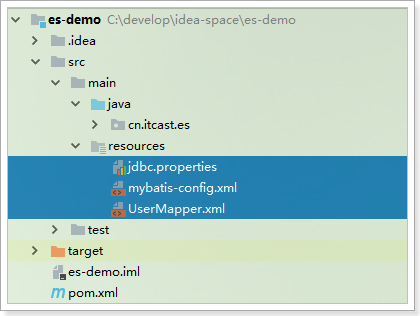 es-demo C:\develop\idea-space\es-demo
.idea
src
main
java
cn.itcast.es
resources
jdbc.properties
mybatis-config.xml
UserMapper.xml
test
target
es-demo.iml
pom.xml